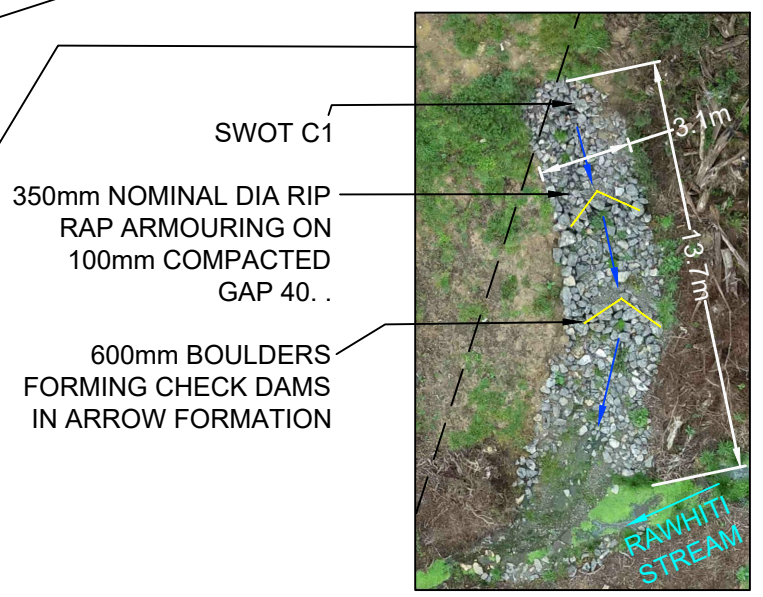 SWOT C1
350mm NOMINAL DIA RIP
RAP ARMOURING ON
100mm COMPACTED
GAP 40. .
600mm BOULDERS
FORMING CHECK DAMS
IN ARROW FORMATION
3.1m
13.7m
RAWHITI
STREAM